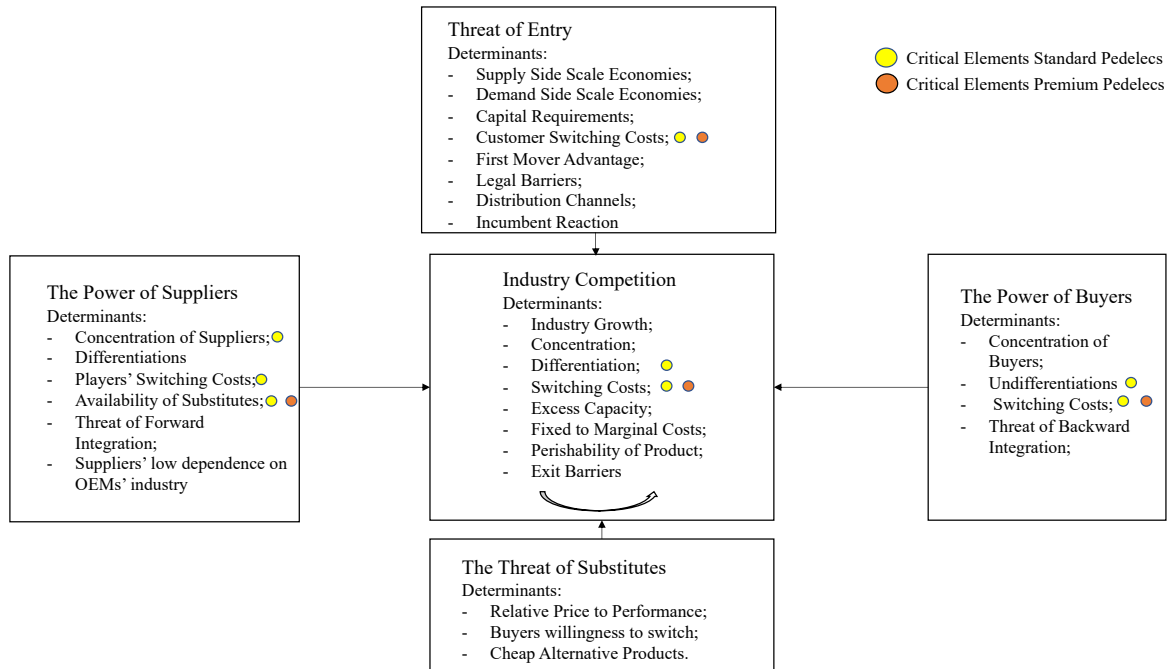 Threat of Entry
Determinants:
- Supply Side Scale Economies;
- Demand Side Scale Economies;
- Capital Requirements;
- Customer Switching Costs;
- First Mover Advantage;
- Legal Barriers;
- Distribution Channels;
- Incumbent Reaction
Critical Elements Standard Pedelecs
Critical Elements Premium Pedelecs
The Power of Suppliers
Determinants:
- Concentration of Suppliers;
- Differentiations
- Players' Switching Costs;
- Availability of Substitutes;
- Threat of Forward
Integration;
- Suppliers' low dependence on
OEMs' industry
Industry Competition
Determinants:
- Industry Growth;
- Concentration;
- Differentiation;
- Switching Costs;
- Excess Capacity;
- Fixed to Marginal Costs;
- Perishability of Product;
- Exit Barriers
The Power of Buyers
Determinants:
- Concentration of
Buyers;
- Undifferentiations
- Switching Costs;
- Threat of Backward
Integration;
The Threat of Substitutes
Determinants:
- Relative Price to Performance;
- Buyers willingness to switch;
- Cheap Alternative Products.